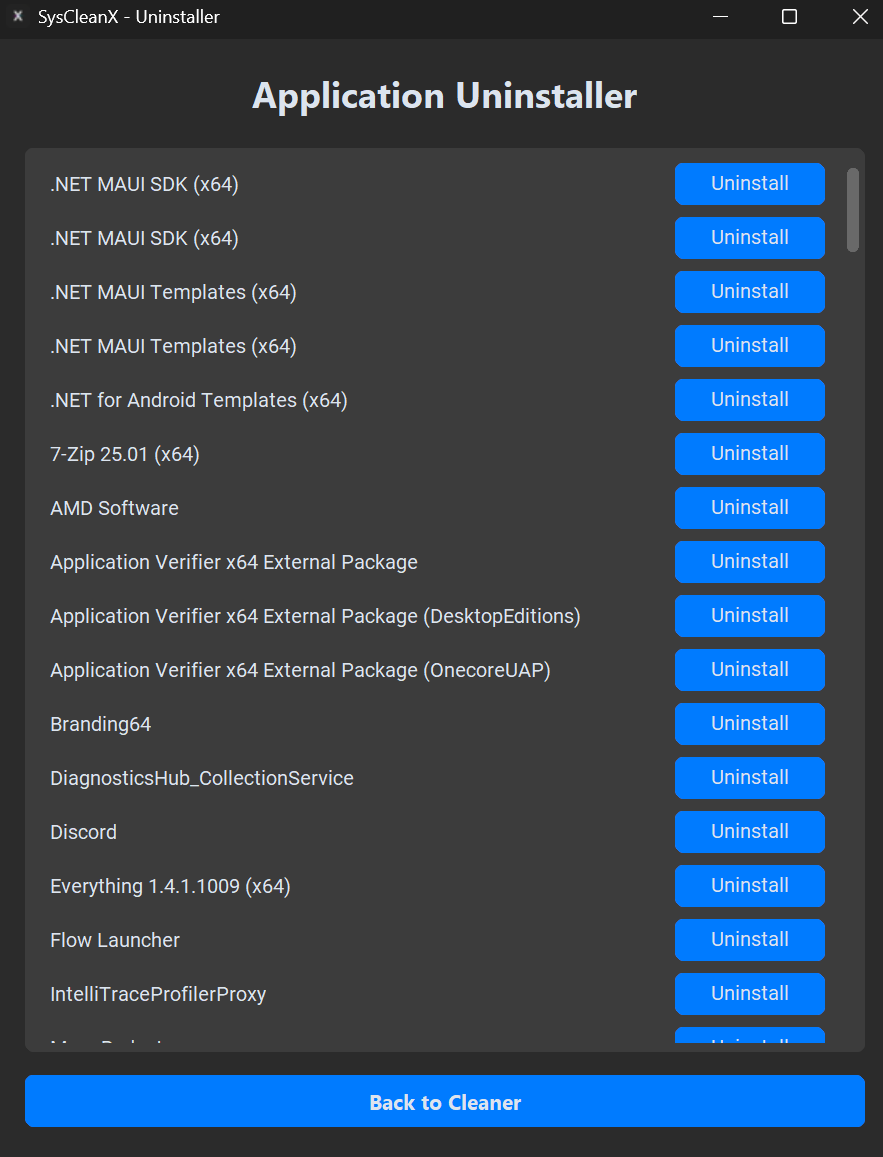 X SysCleanX - Uninstaller
Application Uninstaller
.NET MAUI SDK (x64) Uninstall
.NET MAUI SDK (x64) Uninstall
.NET MAUI Templates (x64) Uninstall
.NET MAUI Templates (x64) Uninstall
.NET for Android Templates (x64) Uninstall
7-Zip 25.01 (x64) Uninstall
AMD Software Uninstall
Application Verifier x64 External Package Uninstall
Application Verifier x64 External Package (DesktopEditions) Uninstall
Application Verifier x64 External Package (OnecoreUAP) Uninstall
Branding64 Uninstall
DiagnosticsHub_CollectionService Uninstall
Discord Uninstall
Everything 1.4.1.1009 (x64) Uninstall
Flow Launcher Uninstall
IntelliTraceProfilerProxy Uninstall
Uninstall
Back to Cleaner